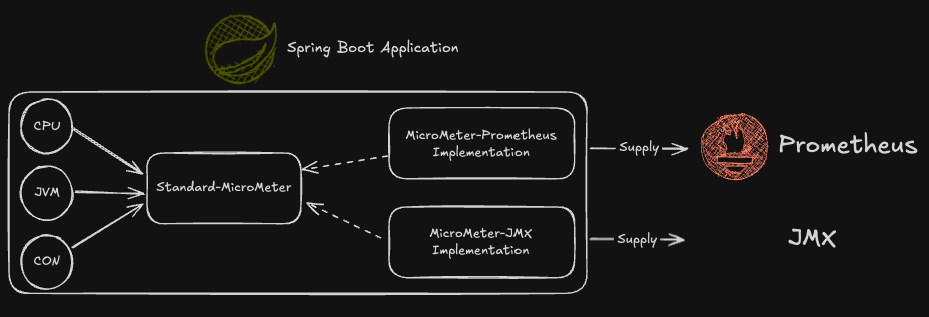 Spring Boot Application
CPU
JVM
CON
Standard-MicroMeter
MicroMeter-Prometheus
Implementation
MicroMeter-JMX
Implementation
Supply
Prometheus
Supply
JMX